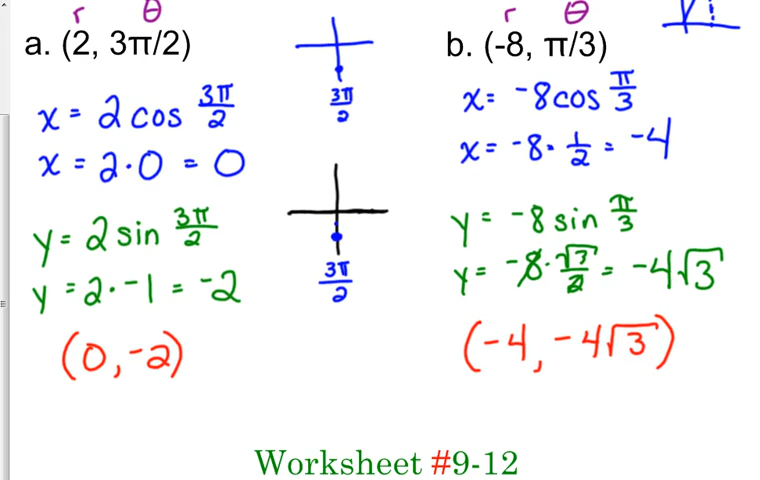 r θ
a. (2, 3π/2)
x = 2 cos 3π/2
x = 2·0 = 0
y = 2 sin 3π/2
y = 2·-1 = -2
(0, -2)
3π/2
3π/2
r θ
b. (-8, π/3)
x = -8 cos π/3
x = -8· 1/2 = -4
y = -8 sin π/3
y = -8· √3/2 = -4√3
(-4, -4√3)
Worksheet #9-12